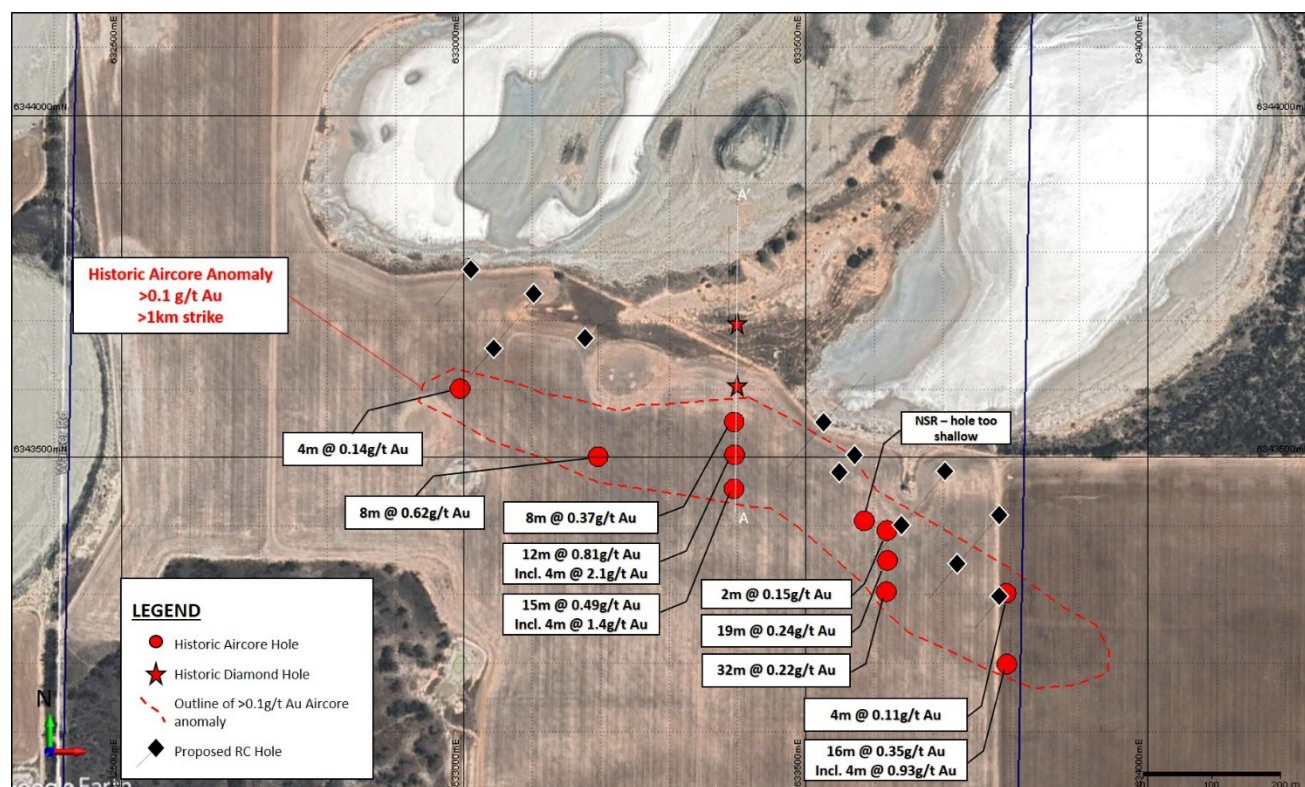 632500mE
633000mE
633500mE
634000mE
6344000mN
6344000mN
A'
Historic Aircore Anomaly
>0.1 g/t Au
>1km strike
NSR – hole too
shallow
4m @ 0.14g/t Au
6343500mN
8m @ 0.62g/t Au
8m @ 0.37g/t Au
A
12m @ 0.81g/t Au
Incl. 4m @ 2.1g/t Au
2m @ 0.15g/t Au
15m @ 0.49g/t Au
Incl. 4m @ 1.4g/t Au
19m @ 0.24g/t Au
32m @ 0.22g/t Au
4m @ 0.11g/t Au
16m @ 0.35g/t Au
Incl. 4m @ 0.93g/t Au
LEGEND
Historic Aircore Hole
Historic Diamond Hole
Outline of >0.1g/t Au Aircore
anomaly
Proposed RC Hole
N
633000mE
633500mE
634000mE
100
200 m